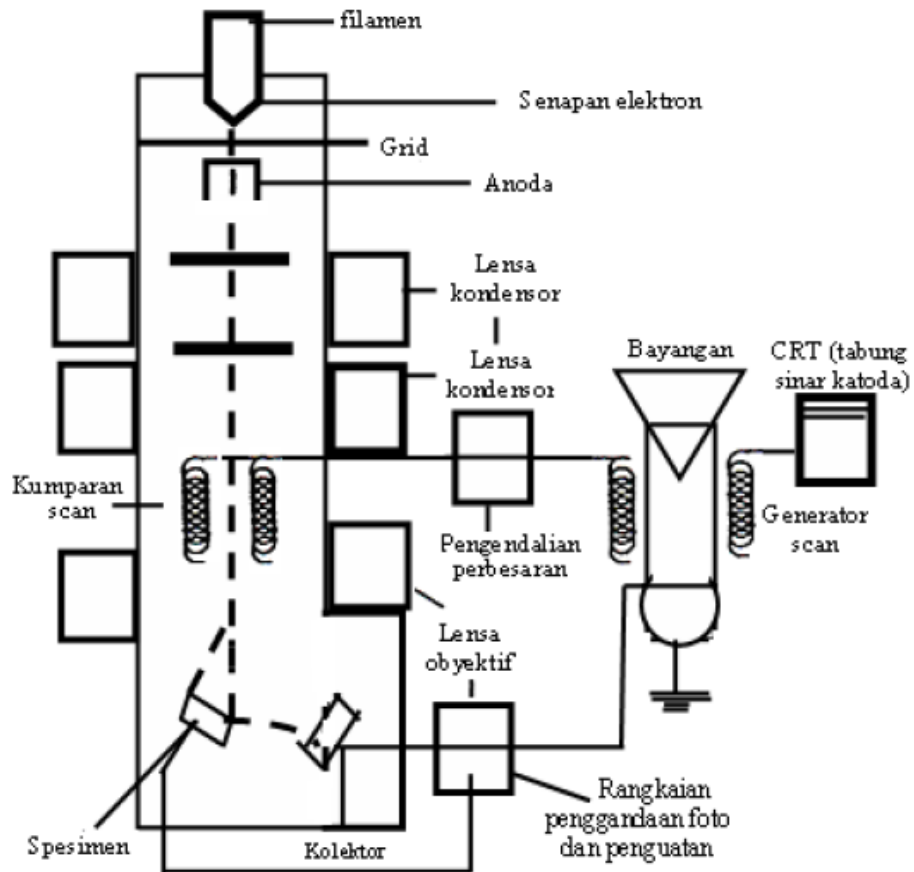 filamen
Senapan elektron
Grid
Anoda
Lensa
kondensor
Lensa
kondensor
Bayangan
CRT (tabung
sinar katoda)
Kumparan
scan
Pengendalian
perbesaran
Generator
scan
Lensa
obyektif
Spesimen
Kolektor
Rangkaian
penggandaan foto
dan penguatan